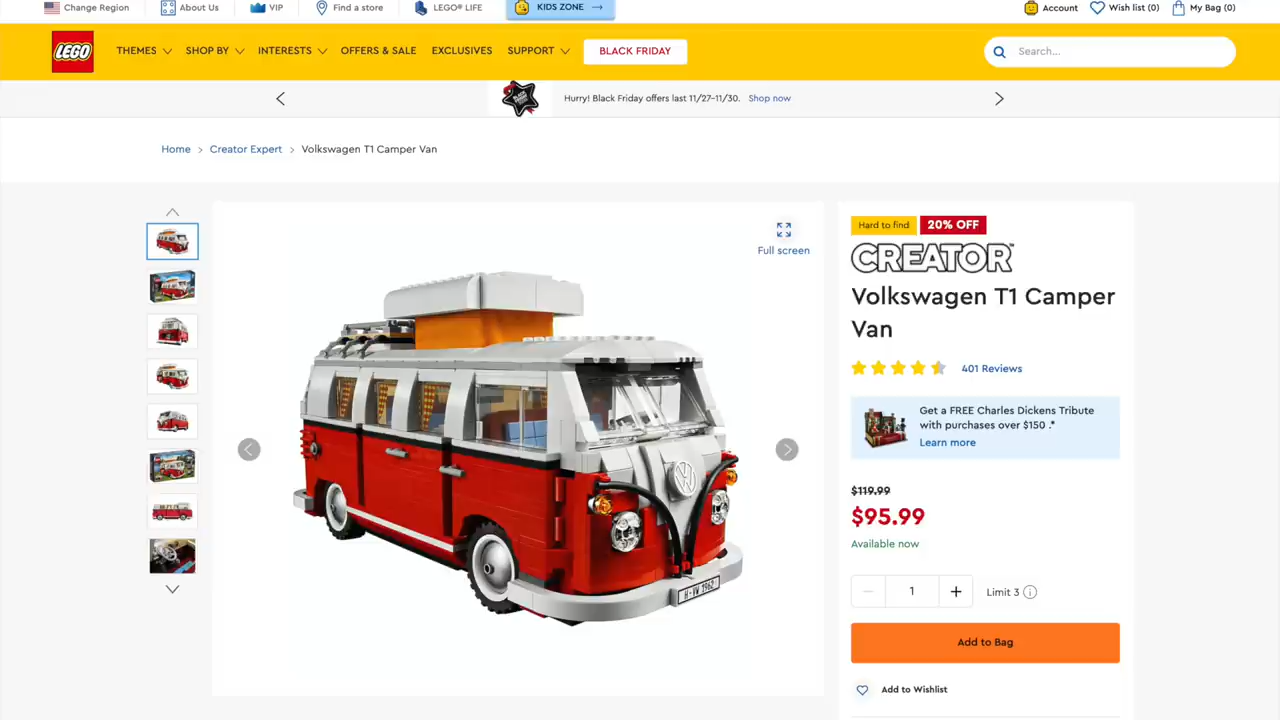 Change Region
About Us
VIP
Find a store
LEGO® LIFE
KIDS ZONE
Account
Wish list (0)
My Bag (0)
LEGO
THEMES
SHOP BY
INTERESTS
OFFERS & SALE
EXCLUSIVES
SUPPORT
BLACK FRIDAY
Search...
Hurry! Black Friday offers last 11/27-11/30. Shop now
Home > Creator Expert > Volkswagen T1 Camper Van
Full screen
H·VW 1962
Hard to find
20% OFF
CREATOR™
Volkswagen T1 Camper
Van
401 Reviews
Get a FREE Charles Dickens Tribute
with purchases over $150 .*
Learn more
$119.99
$95.99
Available now
1
Limit 3
Add to Bag
Add to Wishlist